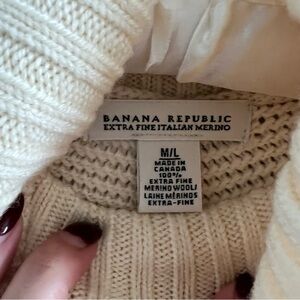 BANANA REPUBLIC
EXTRA FINE ITALIAN MERINO
M/L
MADE IN
CANADA
100%
EXTRA FINE
MERINO WOOL/
LAINE MÉRINOS
EXTRA-FINE